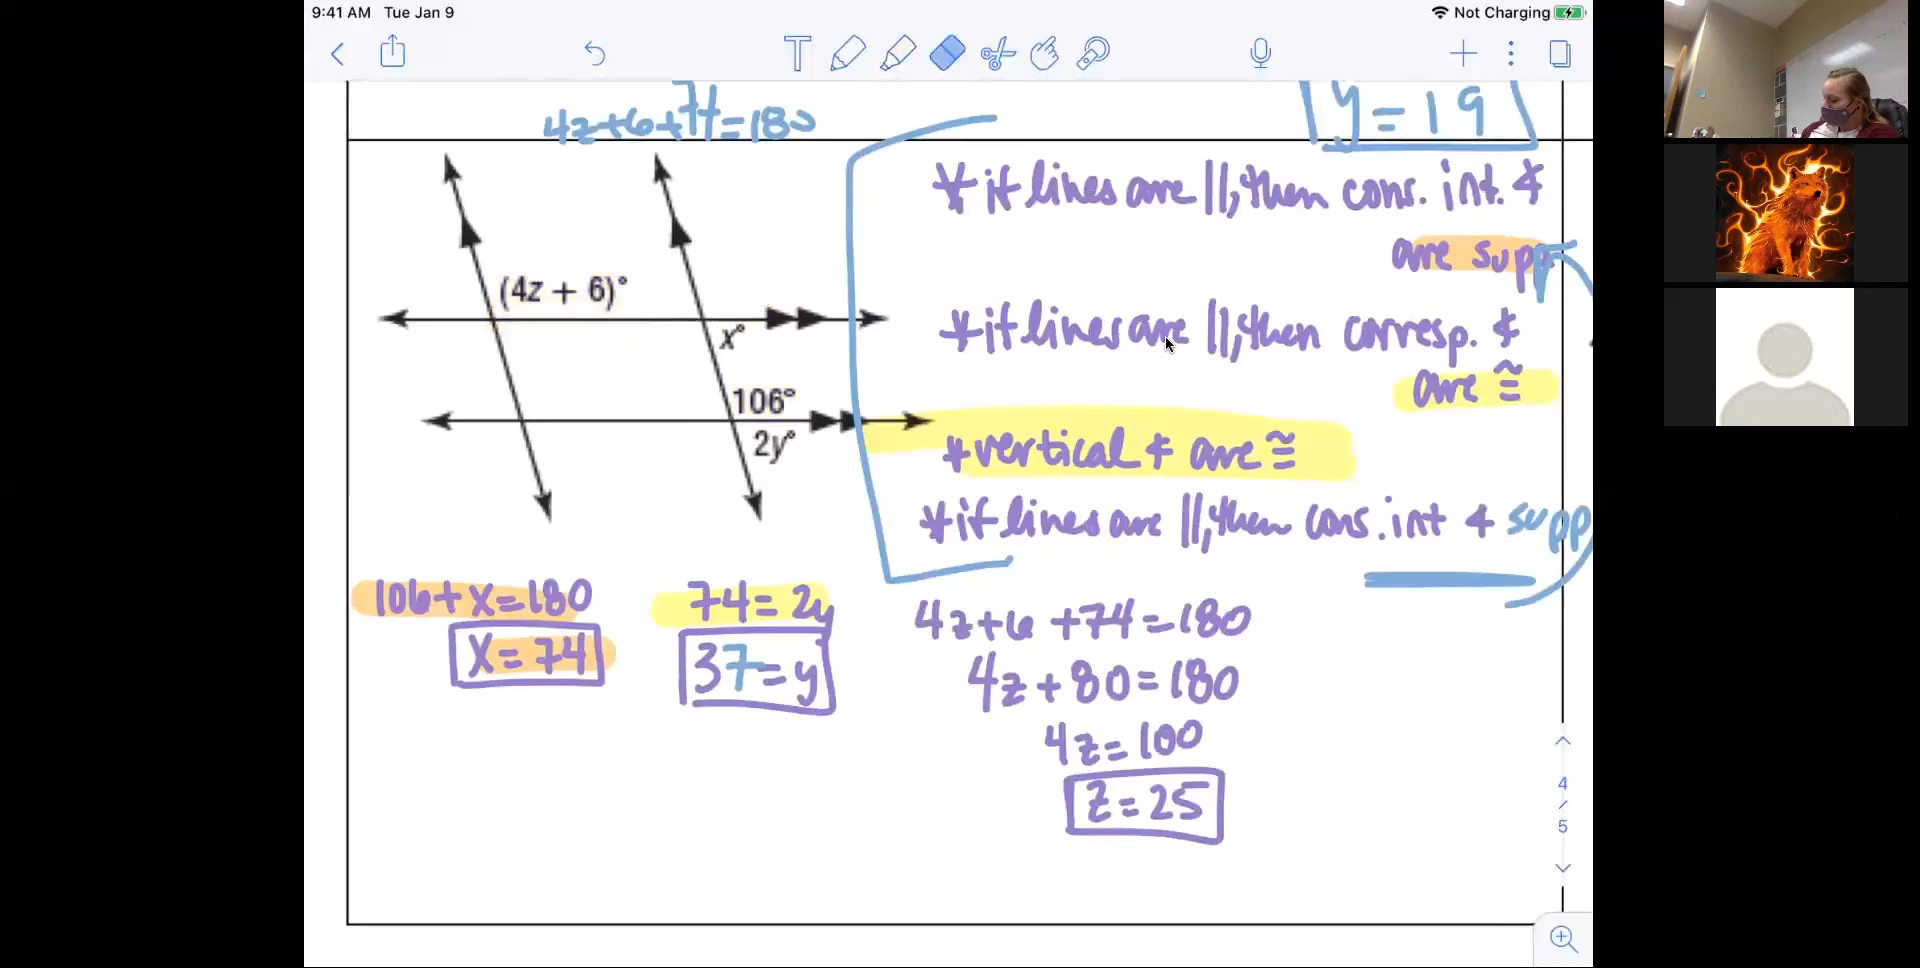 9:41 AM Tue Jan 9
Not Charging
4z+6+74=180
y=19
*if lines are ||, then cons. int. ∠
are supp
(4z + 6)°
*if lines are ||, then corresp. ∠
x°
are ≅
106°
2y°
*vertical ∠ are ≅
*if lines are ||, then cons. int ∠ supp
106+x=180
x=74
74=2y
37=y
4z+6+74=180
4z+80=180
4z=100
z=25
4
/
5